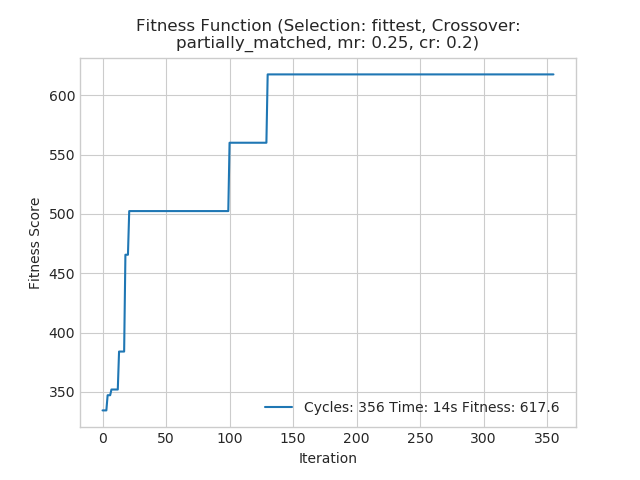 Fitness Function (Selection: fittest, Crossover:
partially_matched, mr: 0.25, cr: 0.2)
600
550
500
450
400
350
Fitness Score
Cycles: 356 Time: 14s Fitness: 617.6
0 50 100 150 200 250 300 350
Iteration